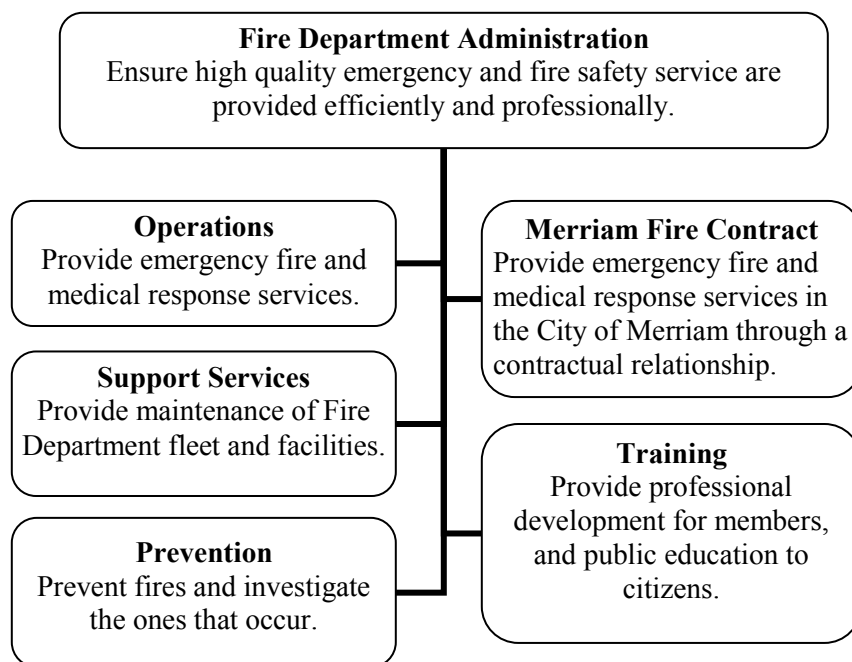 Fire Department Administration
Ensure high quality emergency and fire safety service are
provided efficiently and professionally.
Operations
Provide emergency fire and
medical response services.
Merriam Fire Contract
Provide emergency fire and
medical response services in
the City of Merriam through a
contractual relationship.
Support Services
Provide maintenance of Fire
Department fleet and facilities.
Training
Provide professional
development for members,
and public education to
citizens.
Prevention
Prevent fires and investigate
the ones that occur.